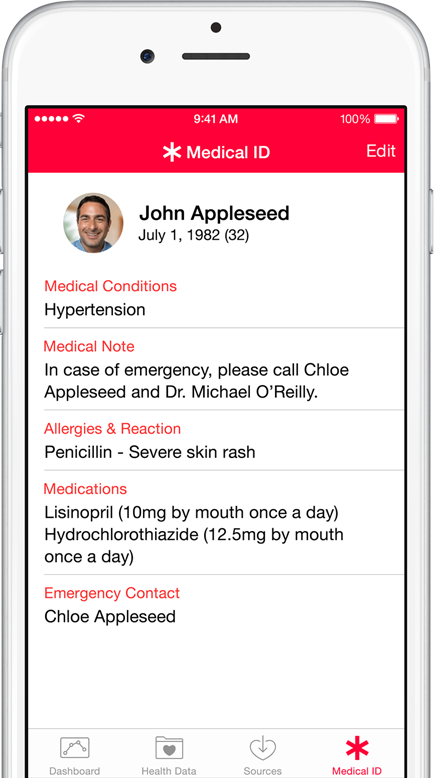 9:41 AM
100%
Medical ID
Edit
John Appleseed
July 1, 1982 (32)
Medical Conditions
Hypertension
Medical Note
In case of emergency, please call Chloe
Appleseed and Dr. Michael O’Reilly.
Allergies & Reaction
Penicillin - Severe skin rash
Medications
Lisinopril (10mg by mouth once a day)
Hydrochlorothiazide (12.5mg by mouth
once a day)
Emergency Contact
Chloe Appleseed
Dashboard
Health Data
Sources
Medical ID